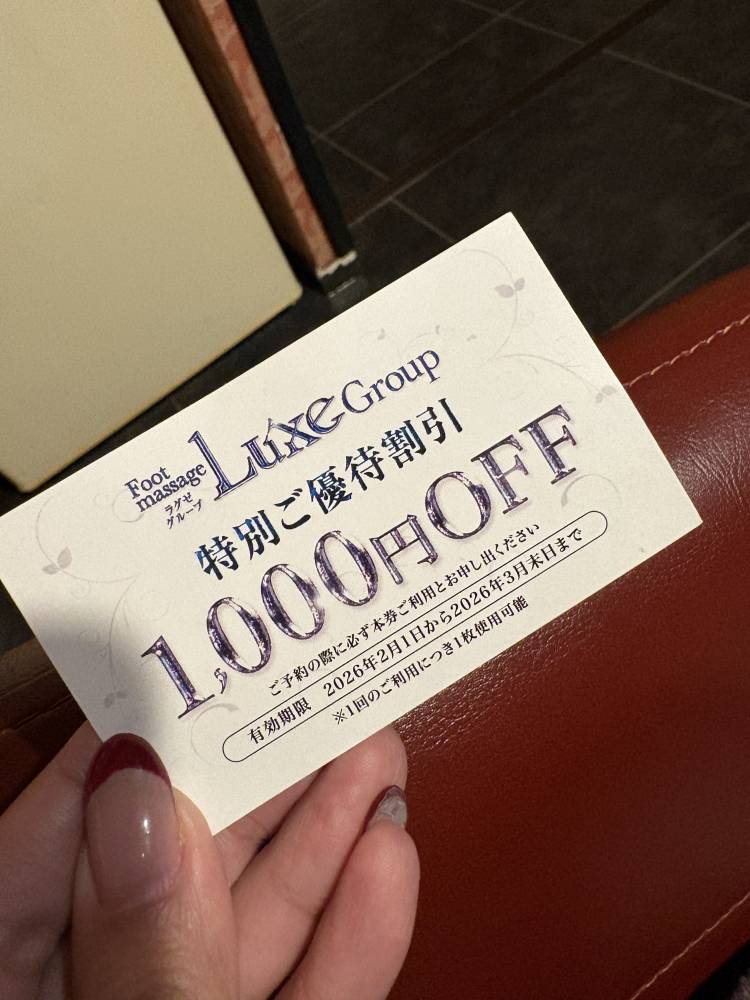 Foot
massage
ラグゼ
グループ
Luxe Group
特別ご優待割引
1,000円OFF
ご予約の際に必ず本券ご利用とお申し出ください
有効期限 2026年2月1日から2026年3月末日まで
※1回のご利用につき1枚使用可能